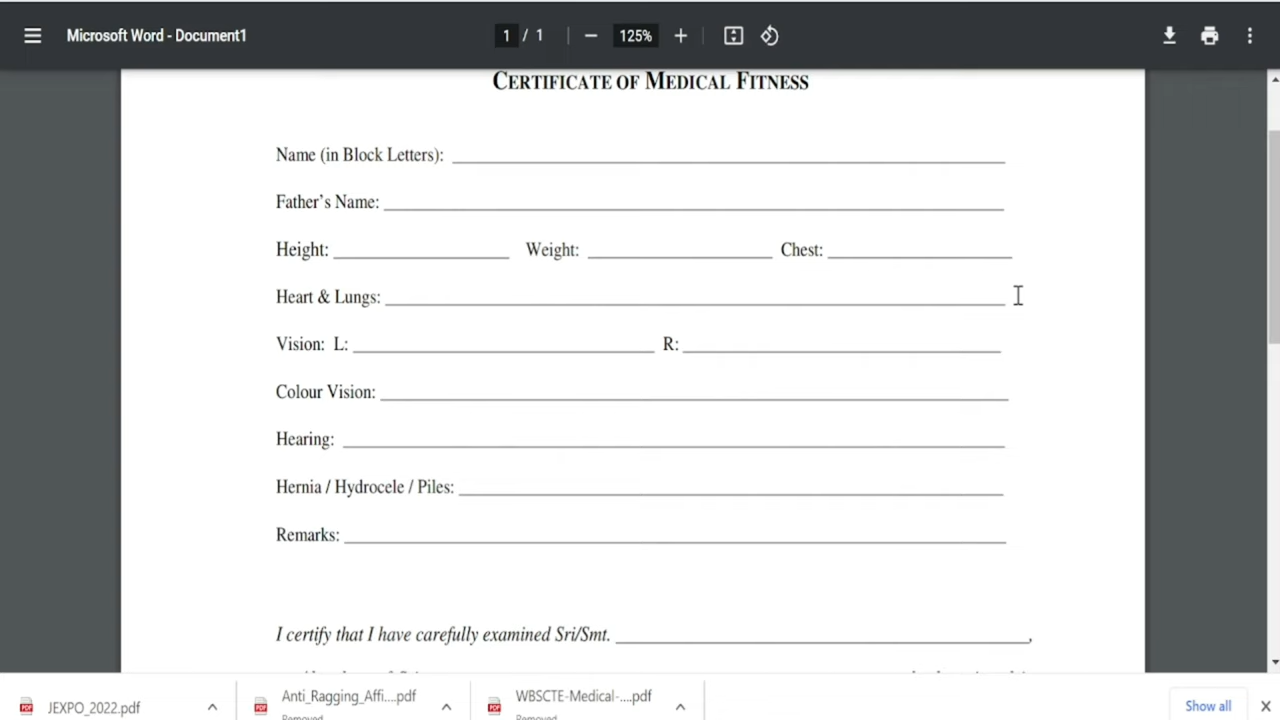 Microsoft Word - Document1
1 / 1
125%
CERTIFICATE OF MEDICAL FITNESS
Name (in Block Letters):
Father's Name:
Height: Weight: Chest:
Heart & Lungs:
Vision: L: R:
Colour Vision:
Hearing:
Hernia / Hydrocele / Piles:
Remarks:
I certify that I have carefully examined Sri/Smt. ,
JEXPO_2022.pdf
Anti_Ragging_Affi....pdf
Removed
WBSCTE-Medical-....pdf
Removed
Show all